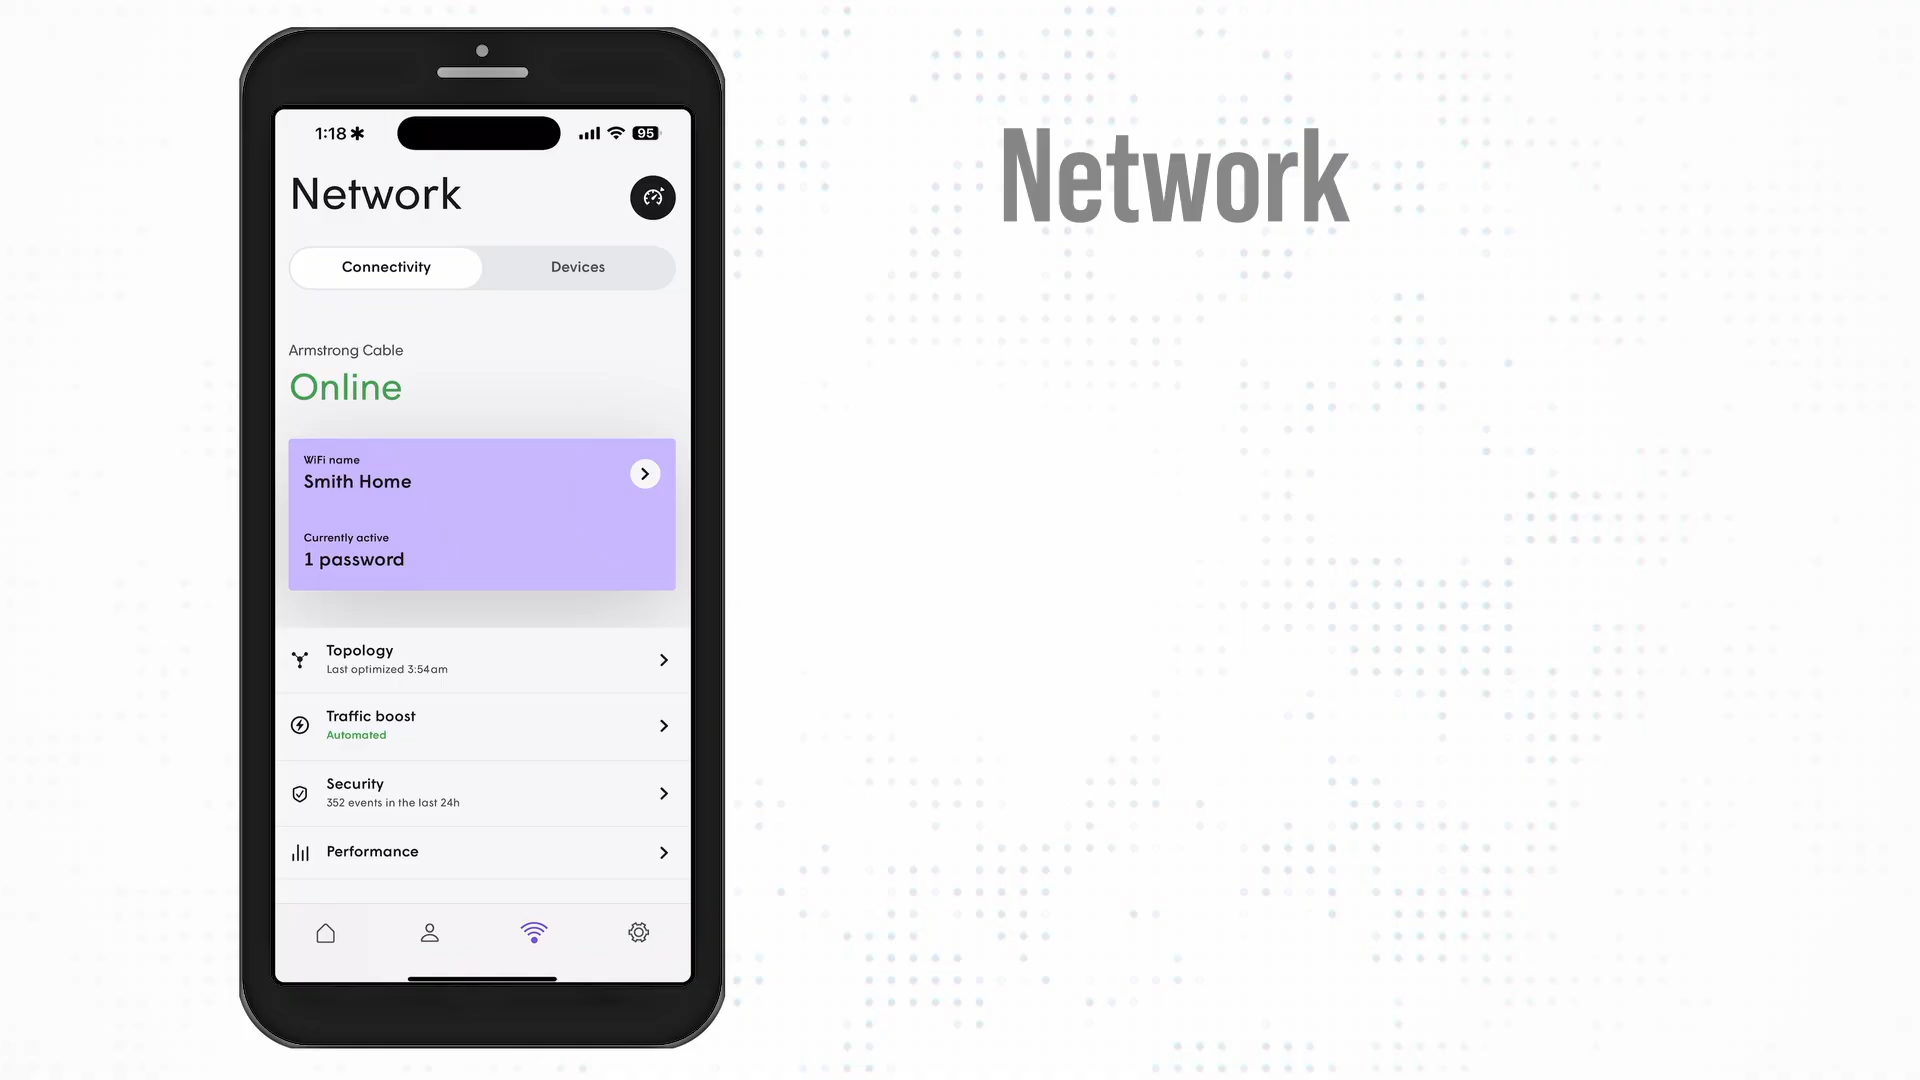 1:18 ✱
95
Network
Connectivity
Devices
Armstrong Cable
Online
WiFi name
Smith Home
Currently active
1 password
Topology
Last optimized 3:54am
Traffic boost
Automated
Security
352 events in the last 24h
Performance
Network